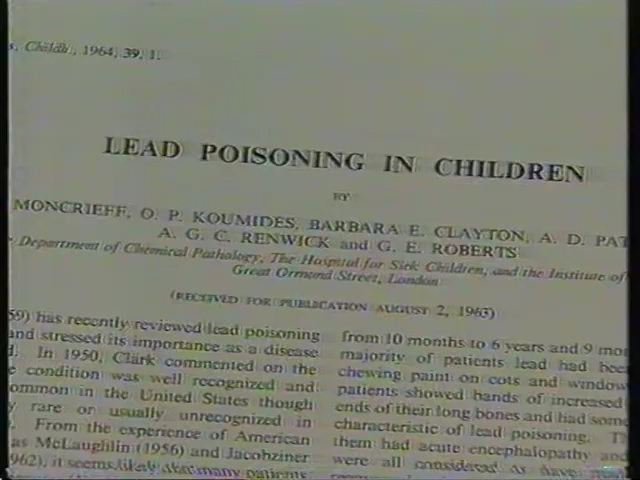 s. Childh., 1964, 39, 1.
LEAD POISONING IN CHILDREN
BY
MONCRIEFF, O. P. KOUMIDES, BARBARA E. CLAYTON, A. D. PAT
A. G. C. RENWICK and G. E. ROBERTS
Department of Chemical Pathology, The Hospital for Sick Children, and the Institute of
Great Ormond Street, London
(RECEIVED FOR PUBLICATION AUGUST 2, 1963)
59) has recently reviewed lead poisoning
and stressed its importance as a disease
. In 1950, Clark commented on the
e condition was well recognized and
ommon in the United States though
y rare or usually unrecognized in
. From the experience of American
as McLaughlin (1956) and Jacobziner
962), it seems likely that many patients
from 10 months to 6 years and 9 mon
majority of patients lead had been
chewing paint on cots and window
patients showed bands of increased
ends of their long bones and had some
characteristic of lead poisoning. T
them had acute encephalopathy and
were all considered